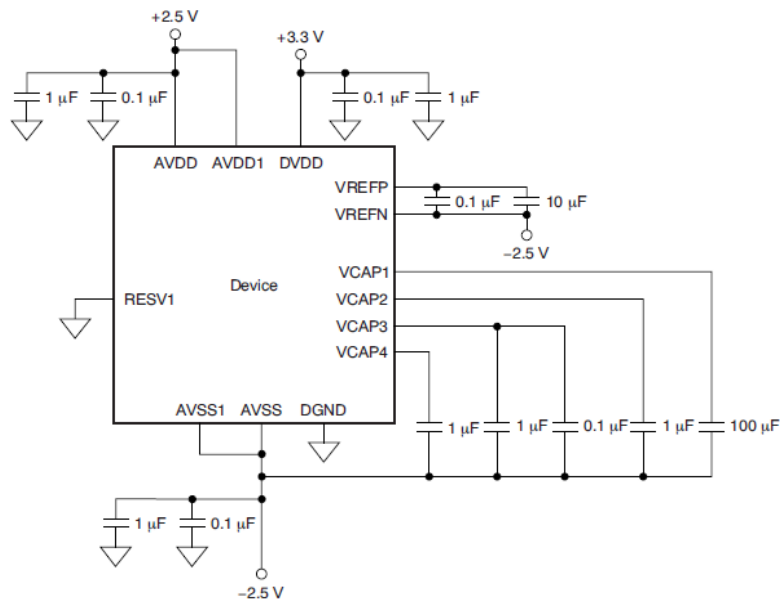 +2.5 V
+3.3 V
1 μF
0.1 μF
0.1 μF
1 μF
AVDD
AVDD1
DVDD
VREFP
VREFN
0.1 μF
10 μF
−2.5 V
VCAP1
VCAP2
VCAP3
VCAP4
RESV1
Device
AVSS1
AVSS
DGND
1 μF
1 μF
0.1 μF
1 μF
100 μF
1 μF
0.1 μF
−2.5 V